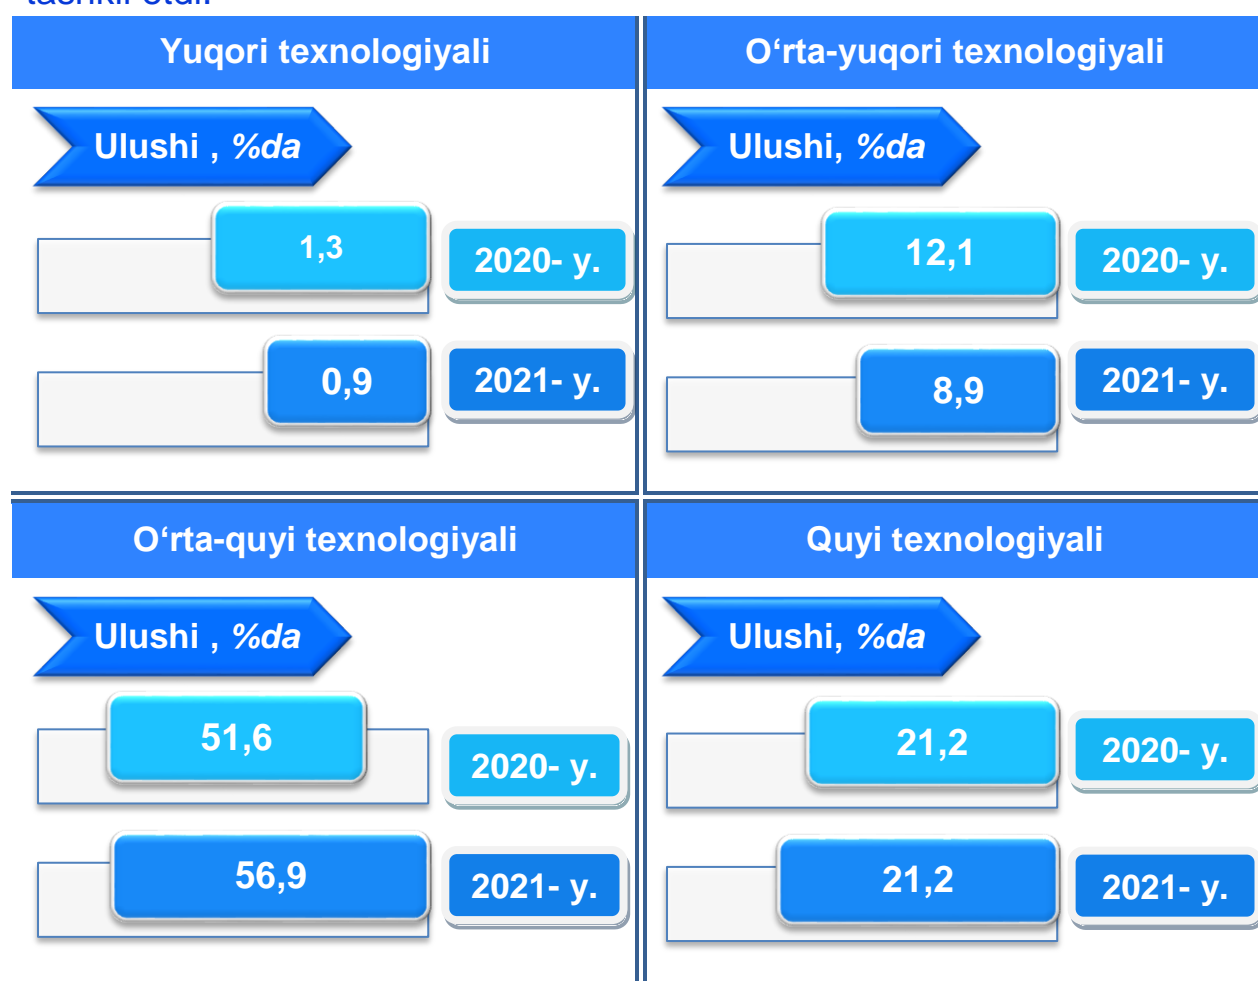 tashkil etdi.
Yuqori texnologiyali
Ulushi , %da
1,3
2020- y.
0,9
2021- y.
O‘rta-yuqori texnologiyali
Ulushi, %da
12,1
2020- y.
8,9
2021- y.
O‘rta-quyi texnologiyali
Ulushi , %da
51,6
2020- y.
56,9
2021- y.
Quyi texnologiyali
Ulushi, %da
21,2
2020- y.
21,2
2021- y.